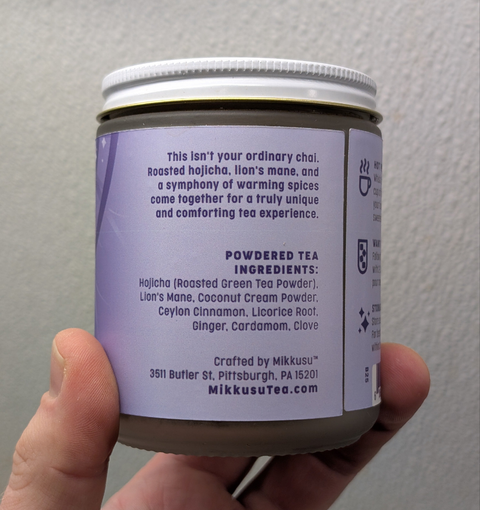 This isn't your ordinary chai.
Roasted hojicha, lion's mane, and
a symphony of warming spices
come together for a truly unique
and comforting tea experience.
POWDERED TEA
INGREDIENTS:
Hojicha (Roasted Green Tea Powder),
Lion's Mane, Coconut Cream Powder,
Ceylon Cinnamon, Licorice Root,
Ginger, Cardamom, Clove
Crafted by Mikkusu™
3511 Butler St, Pittsburgh, PA 15201
MikkusuTea.com